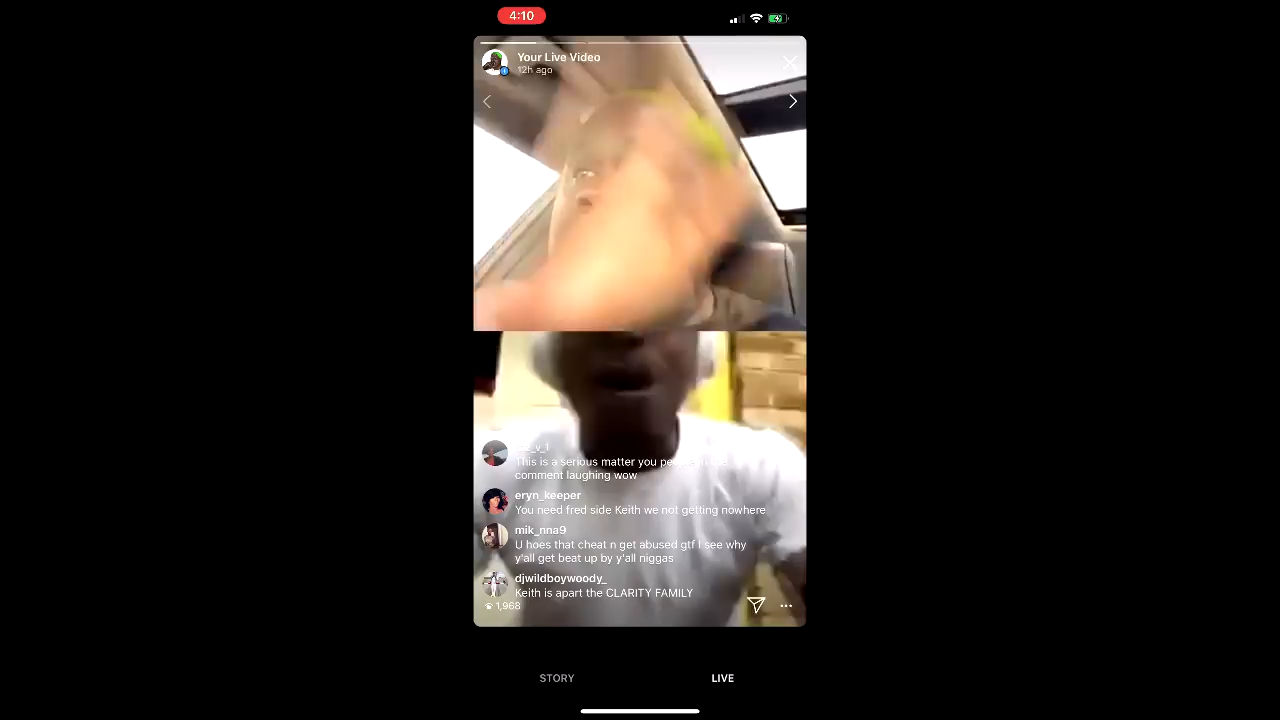 4:10
Your Live Video
12h ago
This is a serious matter you
comment laughing wow
eryn_keeper
You need fred side Keith we not getting nowhere
mik_nna9
U hoes that cheat n get abused gtf I see why
y'all get beat up by y'all niggas
djwildboywoody_
Keith is apart the CLARITY FAMILY
1,968
STORY
LIVE